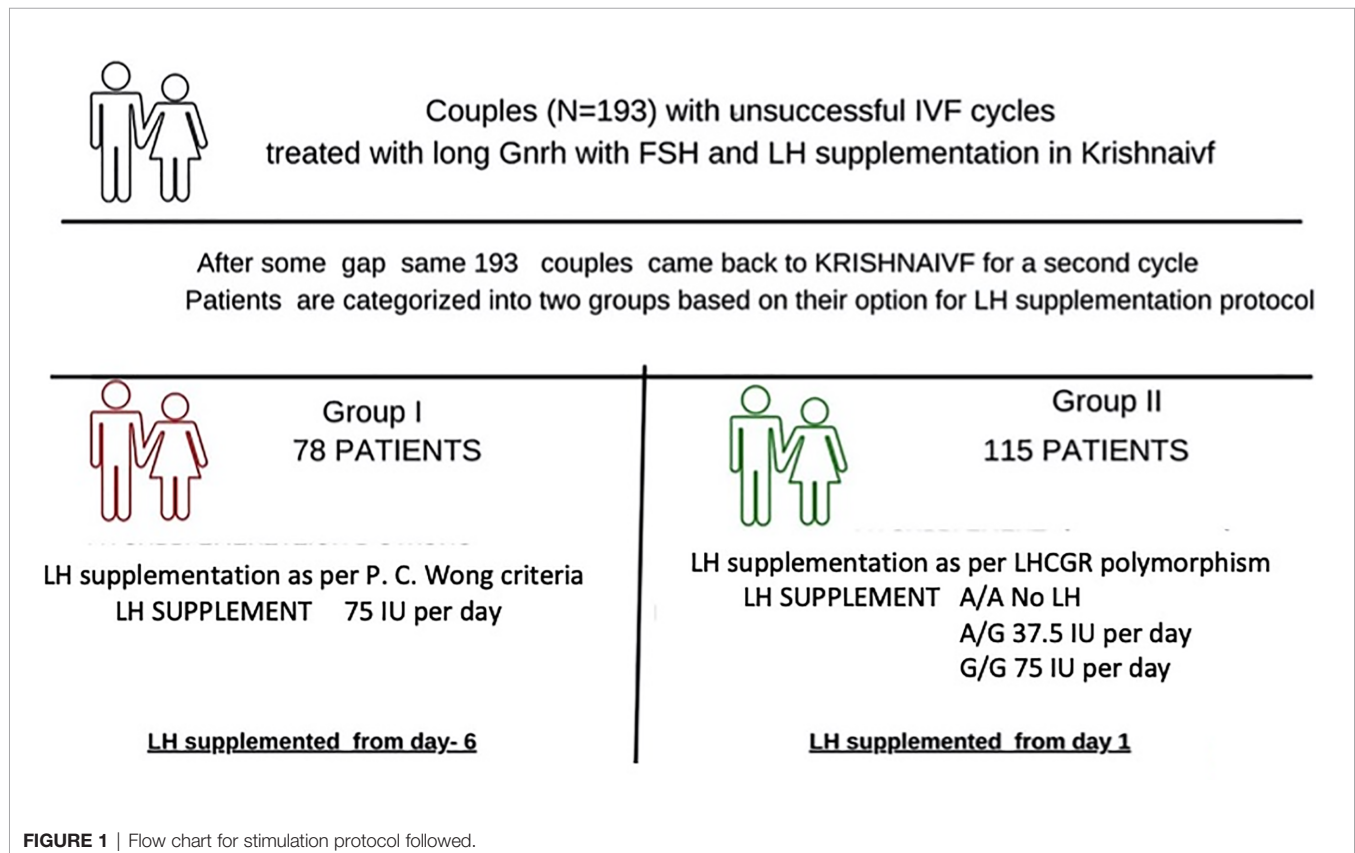 Couples (N=193) with unsuccessful IVF cycles
treated with long Gnrh with FSH and LH supplementation in Krishnaivf
After some gap same 193 couples came back to KRISHNAIVF for a second cycle
Patients are categorized into two groups based on their option for LH supplementation protocol
Group I
78 PATIENTS
LH supplementation as per P. C. Wong criteria
LH SUPPLEMENT 75 IU per day
LH supplemented from day- 6
Group II
115 PATIENTS
LH supplementation as per LHCGR polymorphism
LH SUPPLEMENT A/A No LH
A/G 37.5 IU per day
G/G 75 IU per day
LH supplemented from day 1
FIGURE 1 | Flow chart for stimulation protocol followed.